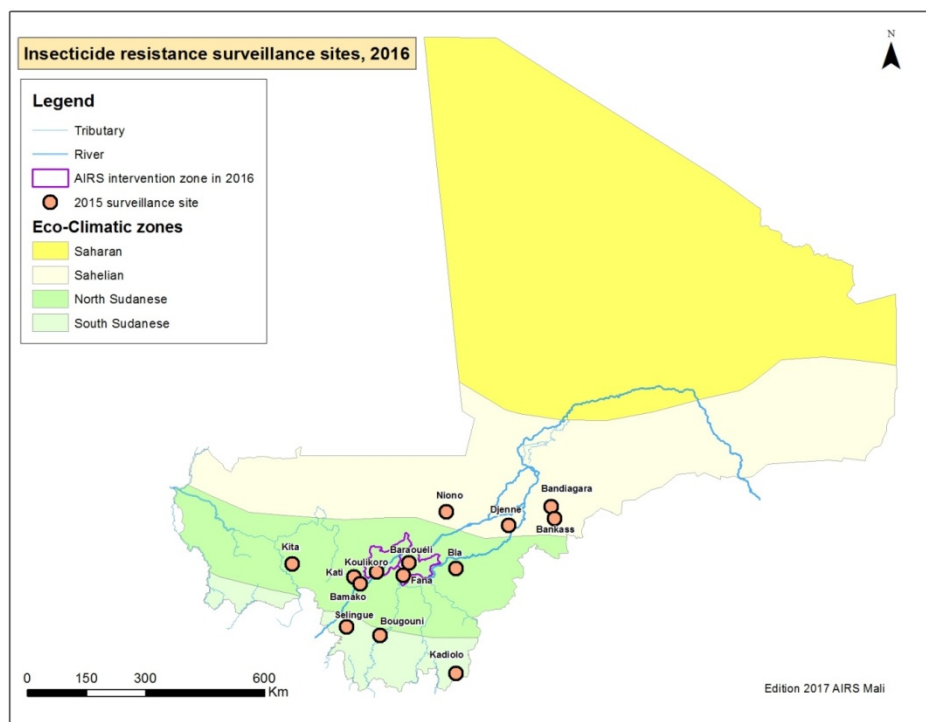 Insecticide resistance surveillance sites, 2016
N
Legend
Tributary
River
AIRS intervention zone in 2016
2015 surveillance site
Eco-Climatic zones
Saharan
Sahelian
North Sudanese
South Sudanese
Niono
Bandiagara
Djenné
Bankass
Kita
Koulikoro
Baraouéli
Bla
Kati
Fana
Bamako
Selingue
Bougouni
Kadiolo
0 150 300 600
Km
Edition 2017 AIRS Mali